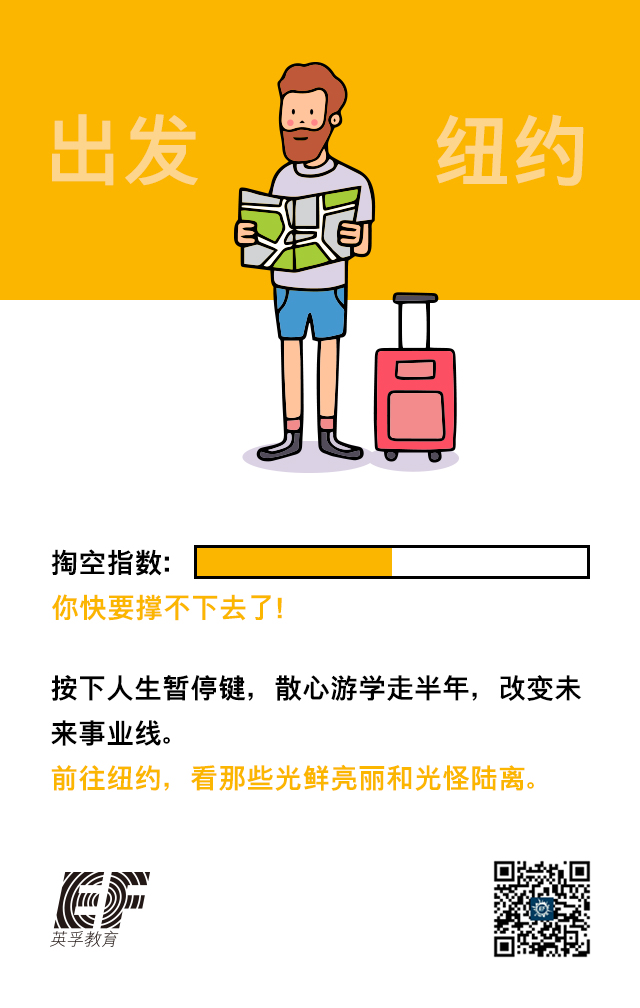 出发 纽约
掏空指数:
你快要撑不下去了!
按下人生暂停键，散心游学走半年，改变未
来事业线。
前往纽约，看那些光鲜亮丽和光怪陆离。
EF
英孚教育